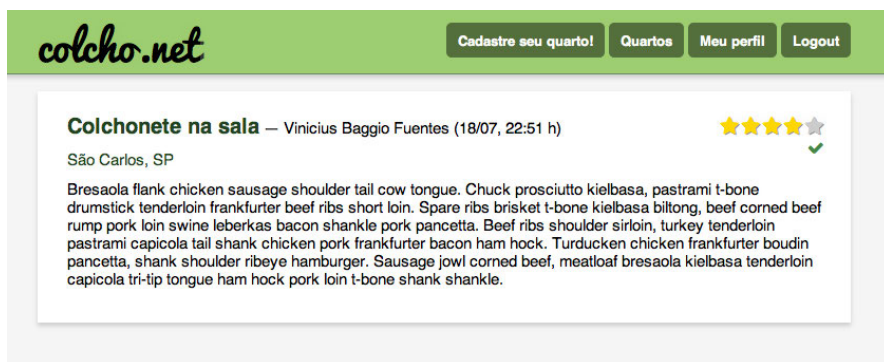 colcho.net
Cadastre seu quarto! Quartos Meu perfil Logout
Colchonete na sala — Vinicius Baggio Fuentes (18/07, 22:51 h)
São Carlos, SP
Bresaola flank chicken sausage shoulder tail cow tongue. Chuck prosciutto kielbasa, pastrami t-bone
drumstick tenderloin frankfurter beef ribs short loin. Spare ribs brisket t-bone kielbasa biltong, beef corned beef
rump pork loin swine leberkas bacon shankle pork pancetta. Beef ribs shoulder sirloin, turkey tenderloin
pastrami capicola tail shank chicken pork frankfurter bacon ham hock. Turducken chicken frankfurter boudin
pancetta, shank shoulder ribeye hamburger. Sausage jowl corned beef, meatloaf bresaola kielbasa tenderloin
capicola tri-tip tongue ham hock pork loin t-bone shank shankle.